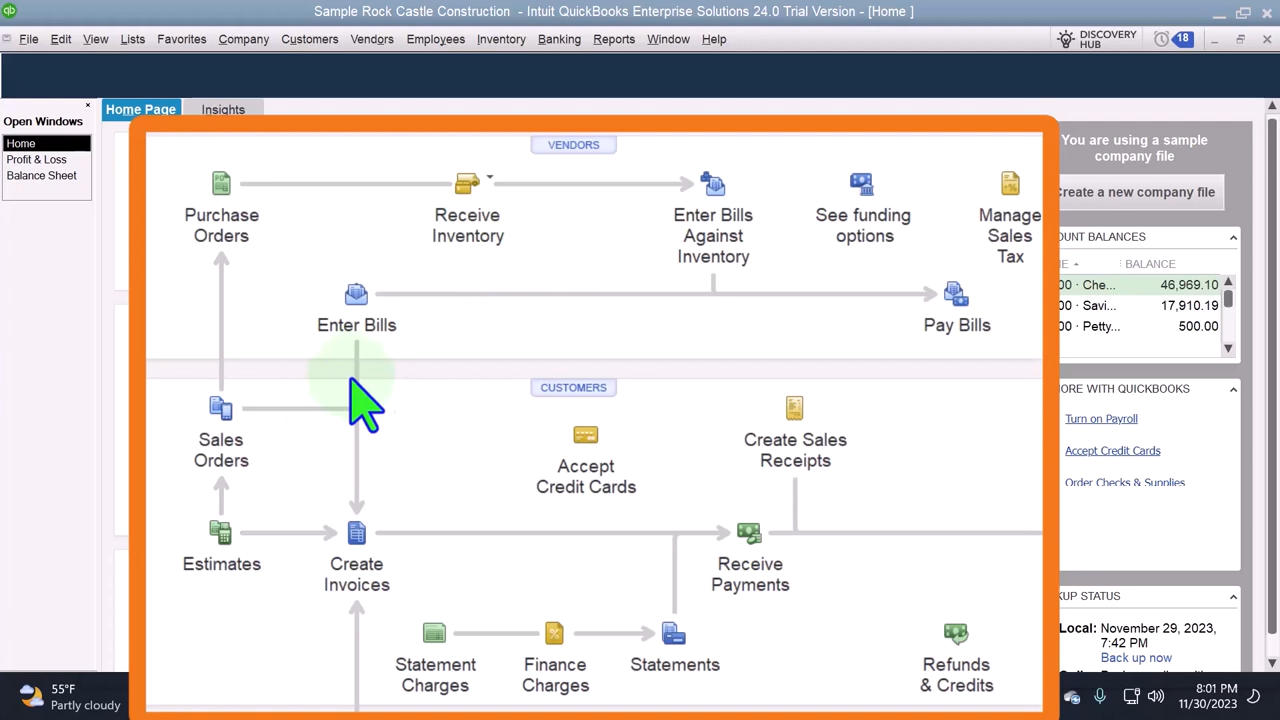 Sample Rock Castle Construction - Intuit QuickBooks Enterprise Solutions 24.0 Trial Version - [Home ]
File Edit View Lists Favorites Company Customers Vendors Employees Inventory Banking Reports Window Help
DISCOVERY
HUB
18
Home Page Insights
Open Windows
Home
Profit & Loss
Balance Sheet
VENDORS
Purchase
Orders
Receive
Inventory
Enter Bills
Against
Inventory
See funding
options
Manage
Sales
Tax
Enter Bills
Pay Bills
CUSTOMERS
Sales
Orders
Accept
Credit Cards
Create Sales
Receipts
Estimates
Create
Invoices
Receive
Payments
Statement
Charges
Finance
Charges
Statements
Refunds
& Credits
You are using a sample
company file
Create a new company file
OUNT BALANCES
E BALANCE
00 · Che... 46,969.10
00 · Savi... 17,910.19
00 · Petty... 500.00
MORE WITH QUICKBOOKS
Turn on Payroll
Accept Credit Cards
Order Checks & Supplies
KUP STATUS
Local: November 29, 2023,
7:42 PM
Back up now
55°F
Partly cloudy
8:01 PM
11/30/2023